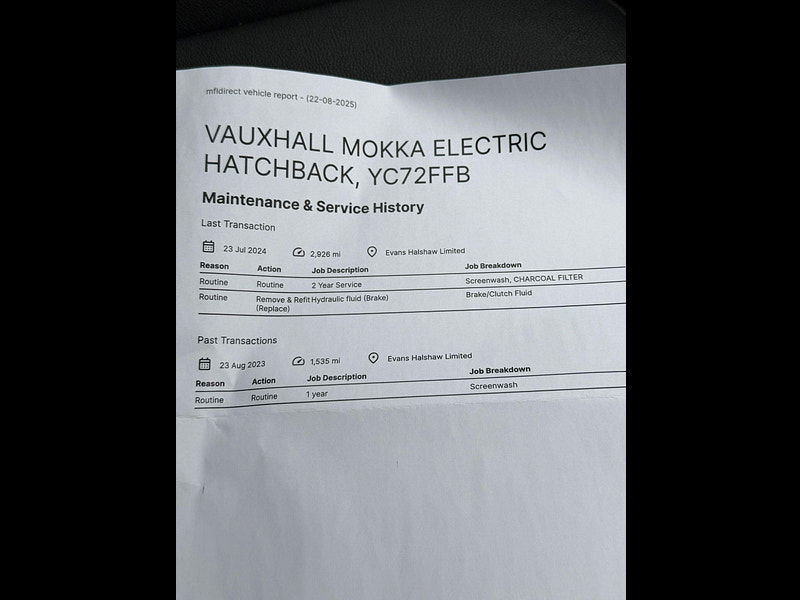 mfldirect vehicle report - (22-08-2025)
VAUXHALL MOKKA ELECTRIC
HATCHBACK, YC72FFB
Maintenance & Service History
Last Transaction
23 Jul 2024 2,926 mi Evans Halshaw Limited
Reason Action Job Description Job Breakdown
Routine Routine 2 Year Service Screenwash, CHARCOAL FILTER
Routine Remove & Refit Hydraulic fluid (Brake) Brake/Clutch Fluid
(Replace)
Past Transactions
23 Aug 2023 1,535 mi Evans Halshaw Limited
Reason Action Job Description Job Breakdown
Routine Routine 1 year Screenwash